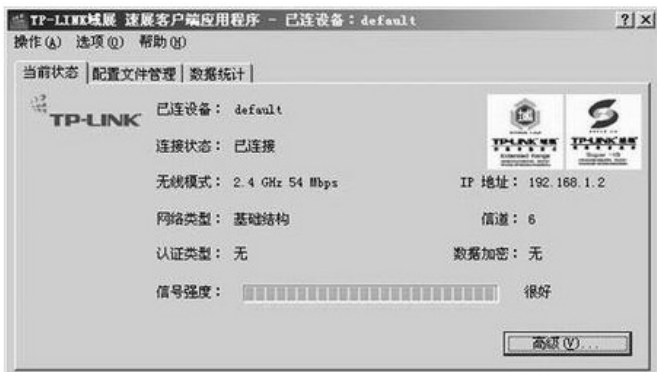 TP-LINK域展 速展客户端应用程序 - 已连设备：default
操作(A) 选项(O) 帮助(H)
当前状态 配置文件管理 数据统计
TP-LINK
已连设备： default
连接状态： 已连接
无线模式： 2.4 GHz 54 Mbps
IP 地址： 192.168.1.2
网络类型： 基础结构
信道： 6
认证类型： 无
数据加密： 无
信号强度： 很好
高级(V)...